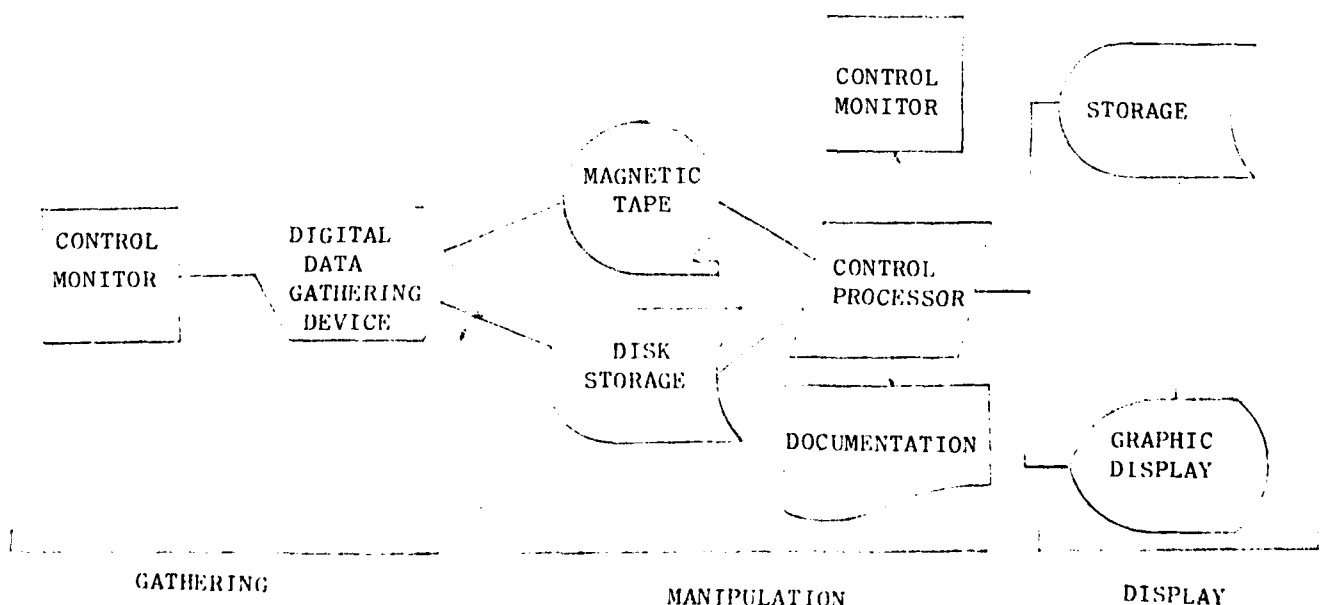 CONTROL
MONITOR
DIGITAL
DATA
GATHERING
DEVICE
MAGNETIC
TAPE
DISK
STORAGE
CONTROL
MONITOR
CONTROL
PROCESSOR
DOCUMENTATION
STORAGE
GRAPHIC
DISPLAY
GATHERING
MANIPULATION
DISPLAY